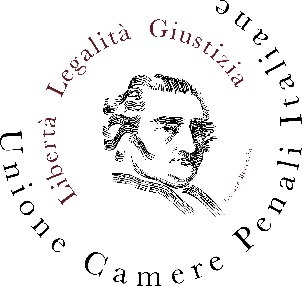 Libertà Legalità Giustizia
Unione Camere Penali Italiane